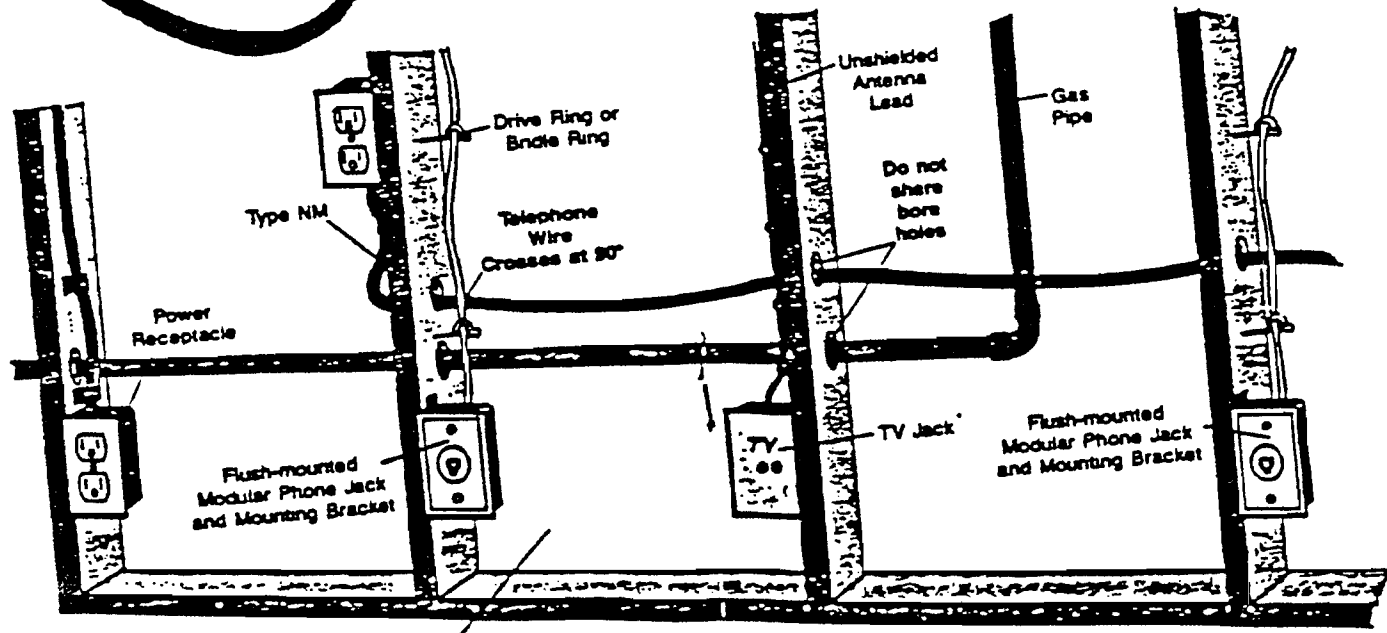 Unshielded
Antenna
Lead
Gas
Pipe
Drive Ring or
Bridle Ring
Do not
share
bore
holes
Type NM
Telephone
Wire
Crosses at 90°
Power
Receptacle
TV
TV Jack
Flush-mounted
Modular Phone Jack
and Mounting Bracket
Flush-mounted
Modular Phone Jack
and Mounting Bracket